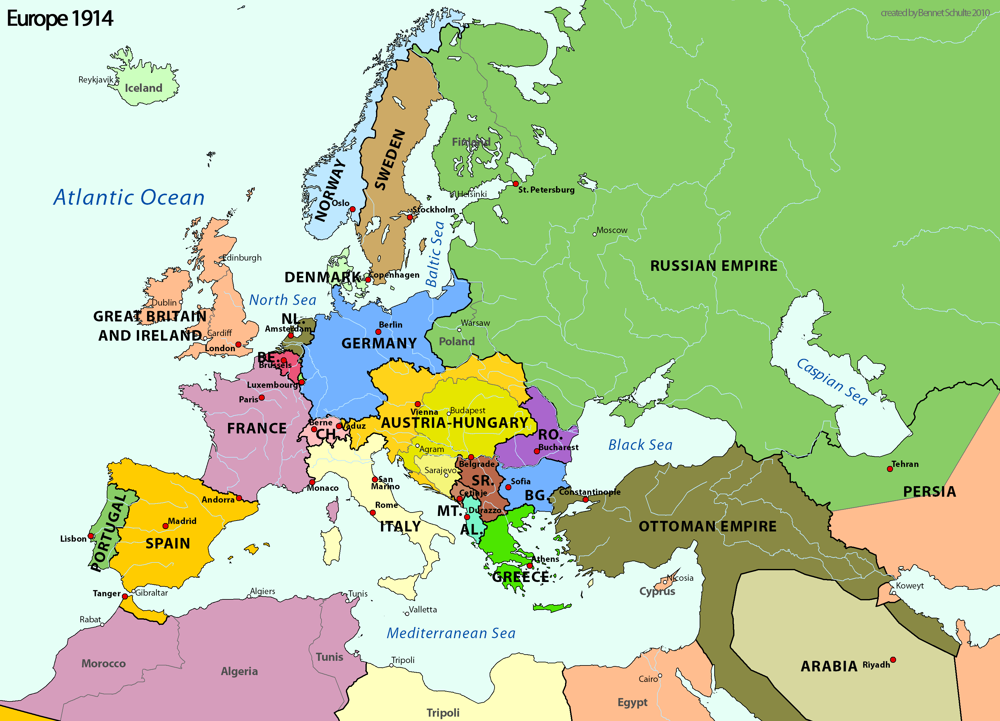 Europe 1914
created by Bennet Schulte 2010
Reykjavik
Iceland
Atlantic Ocean
NORWAY
Oslo
SWEDEN
Stockholm
Finland
Helsinki
St. Petersburg
Moscow
RUSSIAN EMPIRE
Baltic Sea
Edinburgh
DENMARK
Copenhagen
North Sea
Dublin
GREAT BRITAIN
AND IRELAND
Cardiff
London
NL.
Amsterdam
BE.
Brussels
Luxembourg
Berlin
GERMANY
Warsaw
Poland
Caspian Sea
Paris
FRANCE
Berne
CH.
Vaduz
Vienna
Budapest
AUSTRIA-HUNGARY
Agram
Sarajevo
RO.
Bucharest
Black Sea
Belgrade
SR.
Sofia
BG.
Constantinople
Cetinje
MT.
Durazzo
AL.
Tehran
PERSIA
OTTOMAN EMPIRE
Monaco
San
Marino
Rome
ITALY
Andorra
Madrid
SPAIN
PORTUGAL
Lisbon
Athens
GREECE
Nicosia
Cyprus
Koweyt
Tanger
Gibraltar
Algiers
Tunis
Valletta
Rabat
Mediterranean Sea
Morocco
Algeria
Tunis
Tripoli
Tripoli
Cairo
Egypt
ARABIA
Riyadh